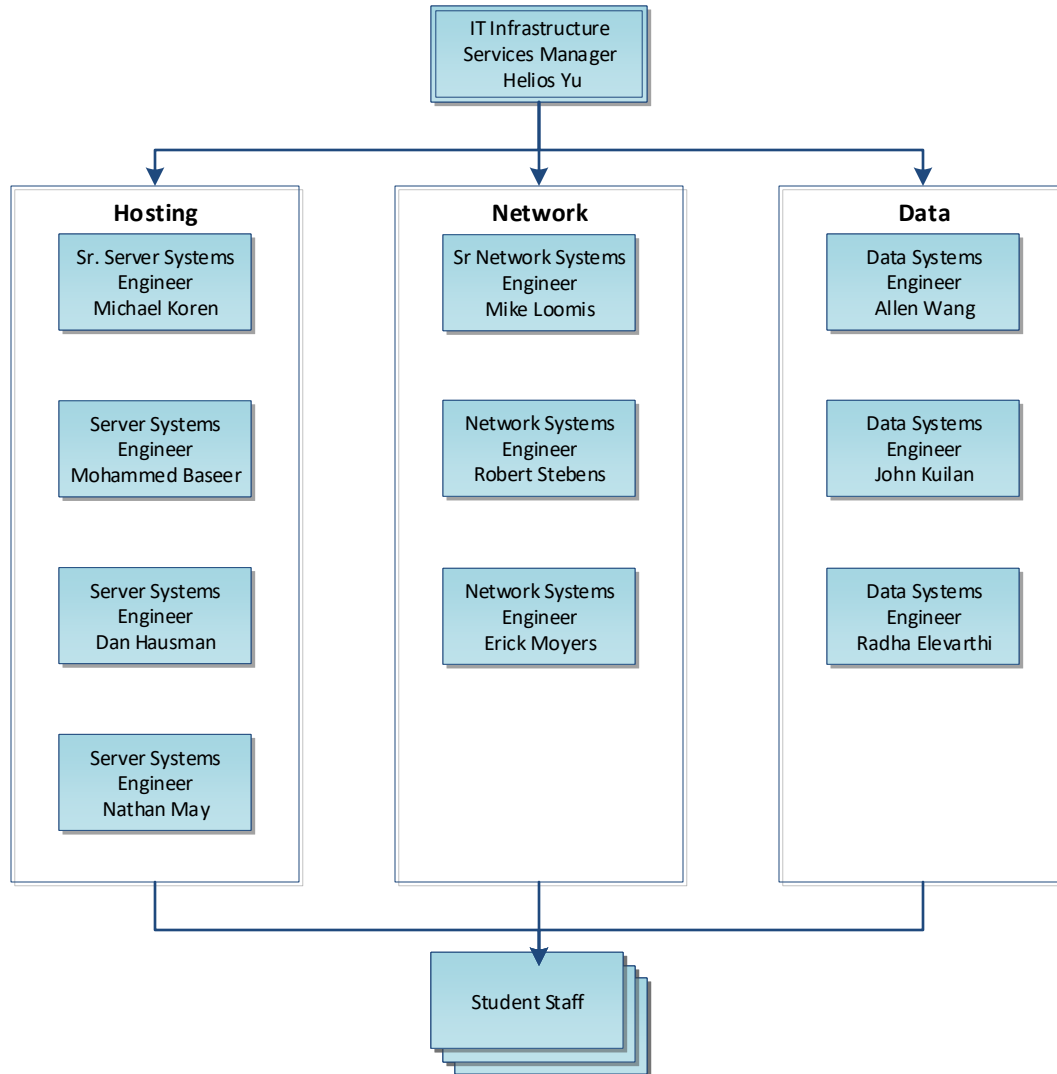 IT Infrastructure
Services Manager
Helios Yu
Hosting
Sr. Server Systems
Engineer
Michael Koren
Server Systems
Engineer
Mohammed Baseer
Server Systems
Engineer
Dan Hausman
Server Systems
Engineer
Nathan May
Network
Sr Network Systems
Engineer
Mike Loomis
Network Systems
Engineer
Robert Stebens
Network Systems
Engineer
Erick Moyers
Data
Data Systems
Engineer
Allen Wang
Data Systems
Engineer
John Kuilan
Data Systems
Engineer
Radha Elevarthi
Student Staff